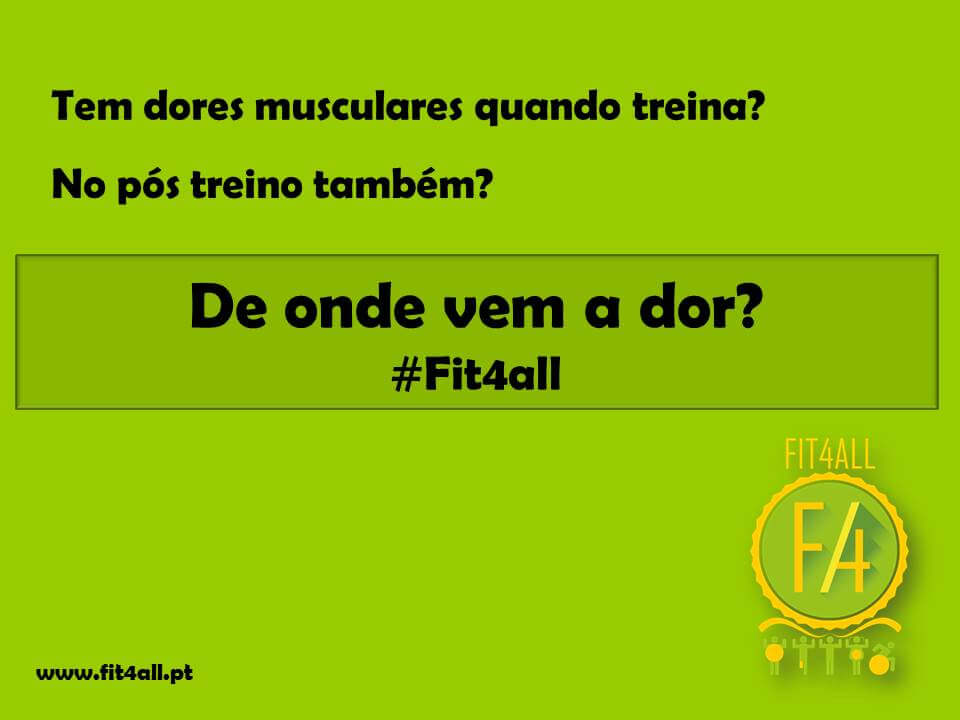 Tem dores musculares quando treina?
No pós treino também?
De onde vem a dor?
#Fit4all
FIT4ALL
F4
www.fit4all.pt